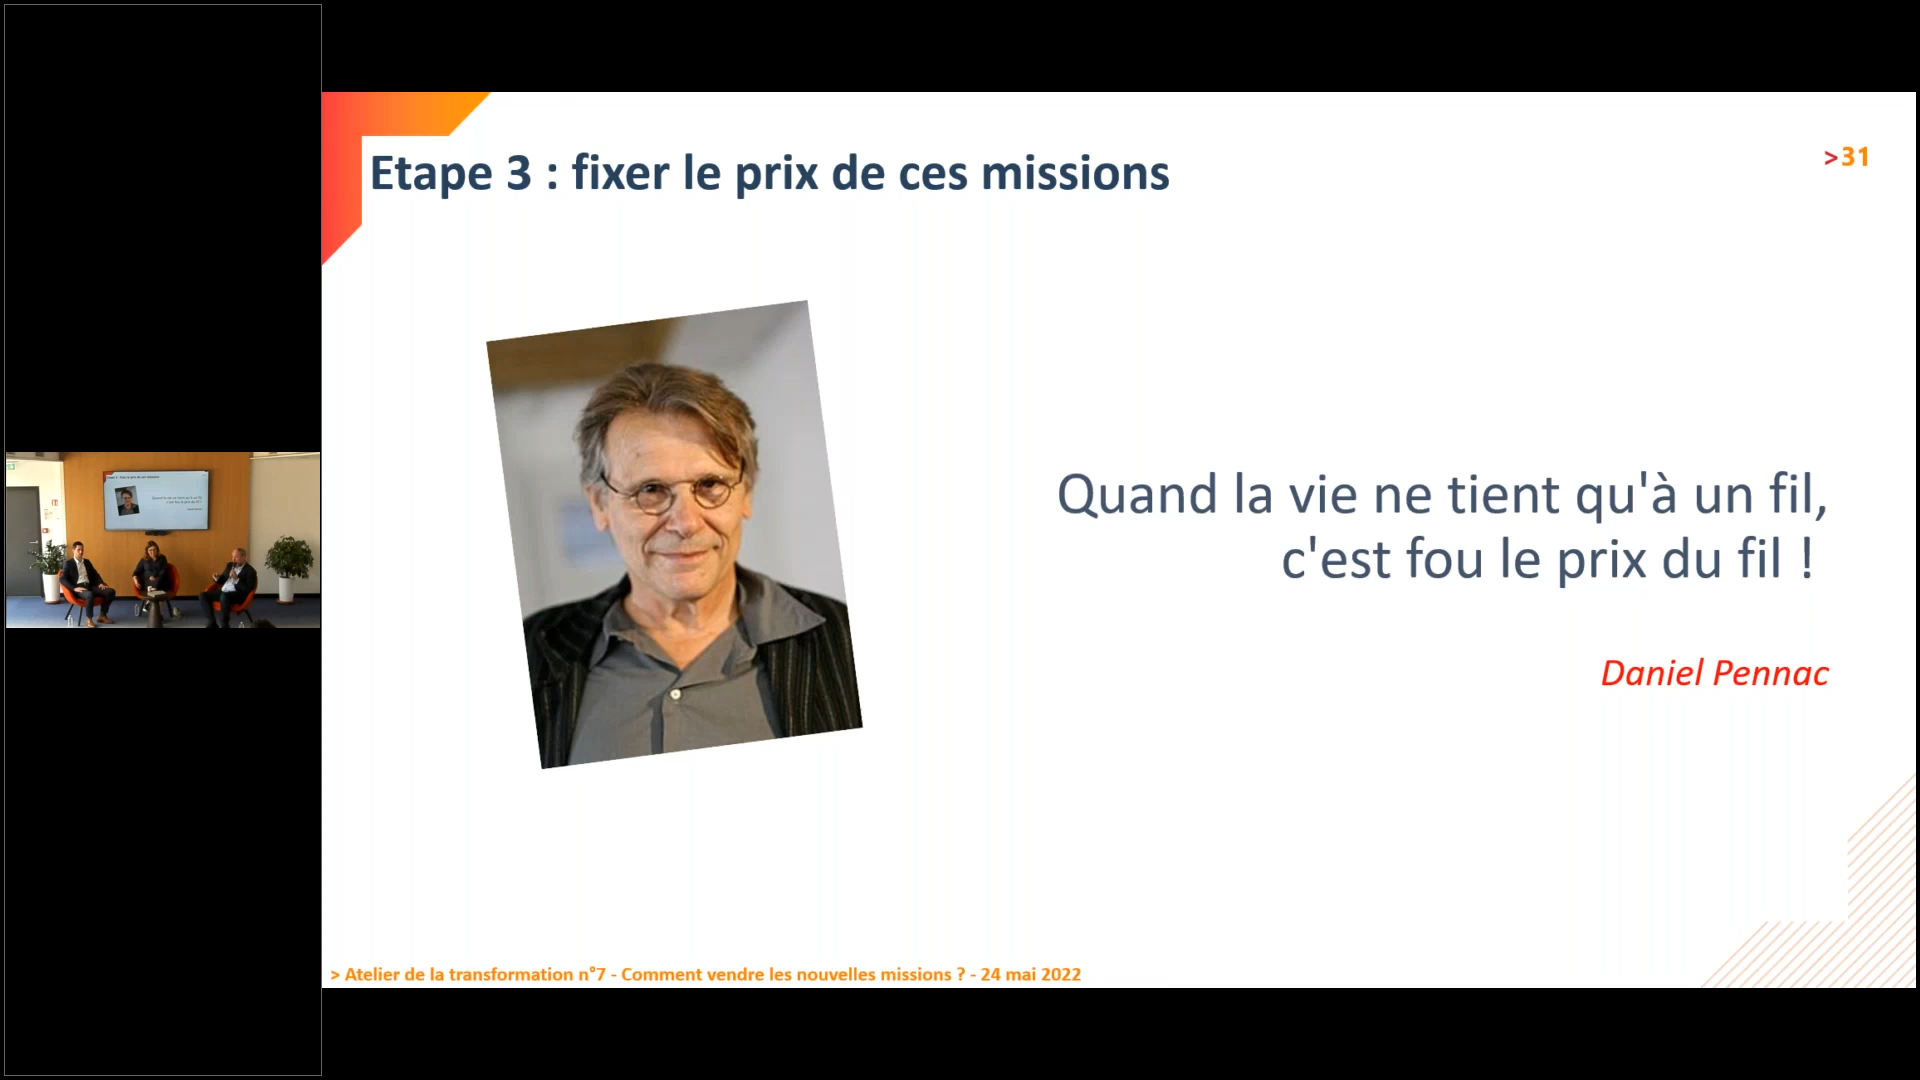 Etape 3 : fixer le prix de ces missions
>31
Quand la vie ne tient qu'à un fil,
c'est fou le prix du fil !
Daniel Pennac
> Atelier de la transformation n°7 - Comment vendre les nouvelles missions ? - 24 mai 2022